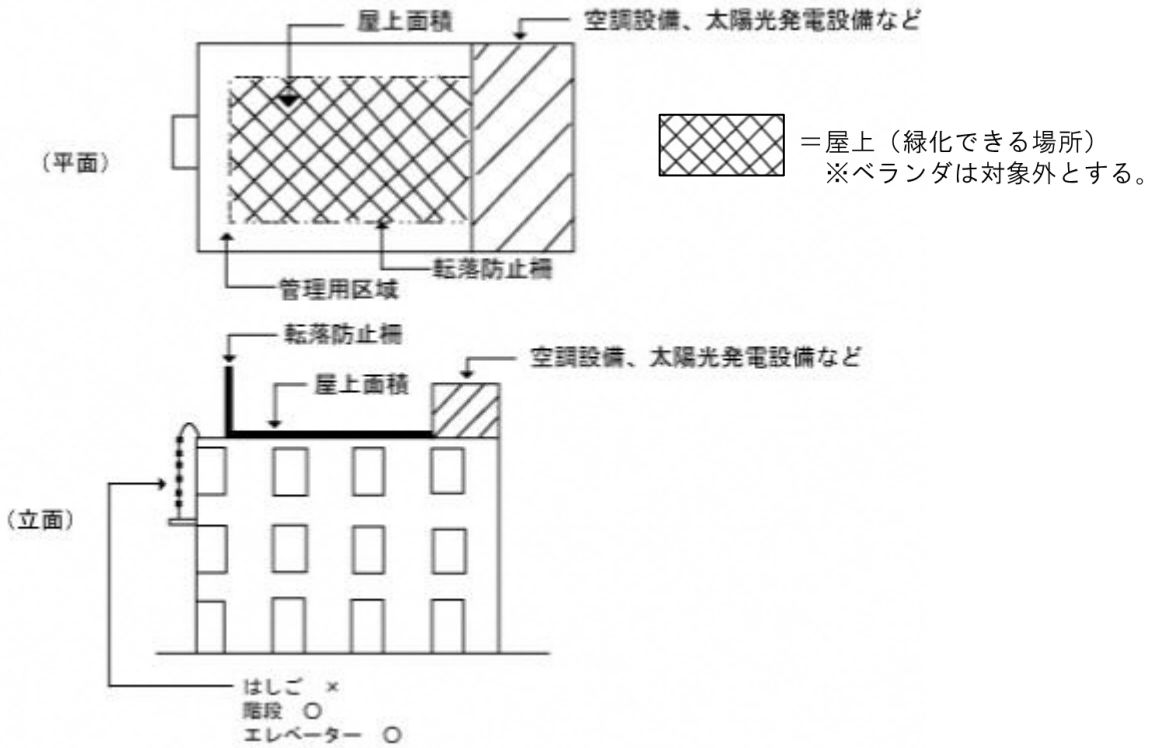 屋上面積
空調設備、太陽光発電設備など
(平面)
=屋上（緑化できる場所）
※ベランダは対象外とする。
転落防止柵
管理用区域
転落防止柵
空調設備、太陽光発電設備など
屋上面積
(立面)
はしご ×
階段 ○
エレベーター ○